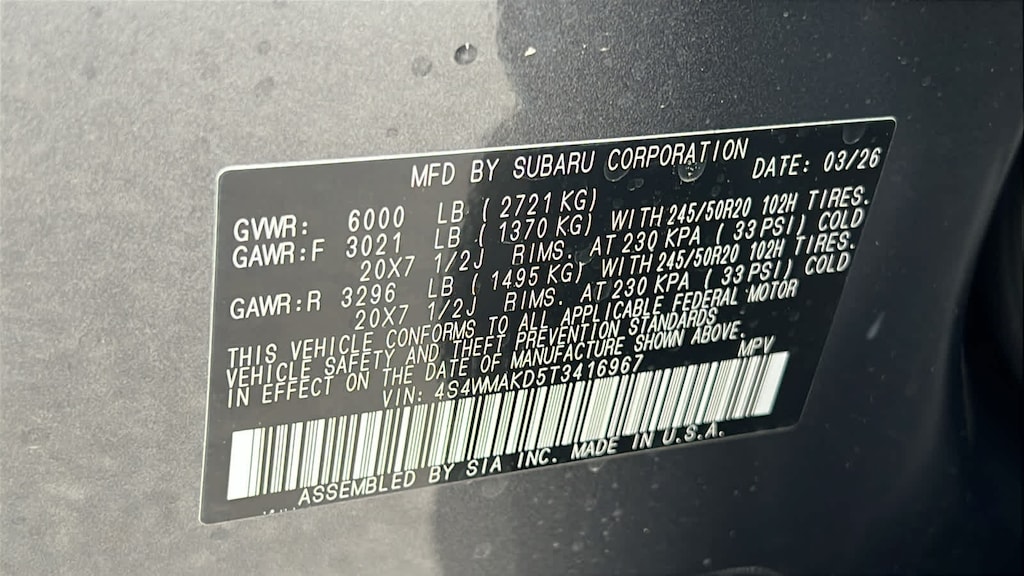 MFD BY SUBARU CORPORATION DATE: 03/26
GVWR: 6000 LB ( 2721 KG)
GAWR:F 3021 LB ( 1370 KG) WITH 245/50R20 102H TIRES.
20X7 1/2J RIMS. AT 230 KPA ( 33 PSI) COLD
GAWR:R 3296 LB ( 1495 KG) WITH 245/50R20 102H TIRES.
20X7 1/2J RIMS. AT 230 KPA ( 33 PSI) COLD
THIS VEHICLE CONFORMS TO ALL APPLICABLE FEDERAL MOTOR
VEHICLE SAFETY AND THEFT PREVENTION STANDARDS
IN EFFECT ON THE DATE OF MANUFACTURE SHOWN ABOVE.
VIN: 4S4WMAKD5T3416967 MPV
ASSEMBLED BY SIA INC. MADE IN U.S.A.